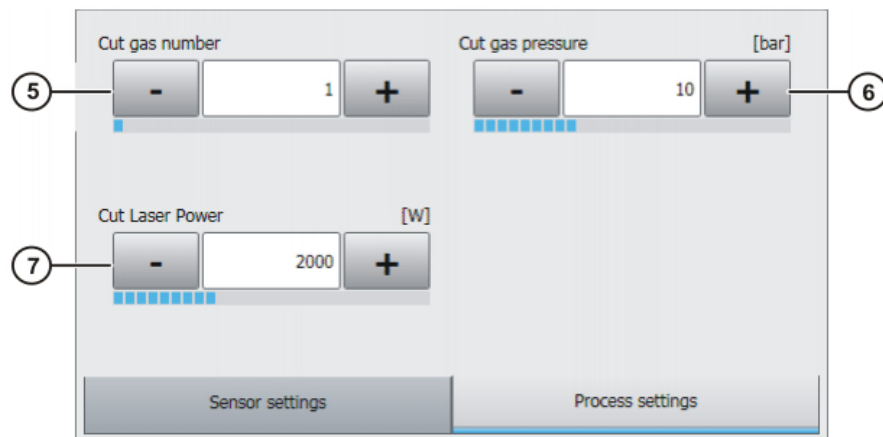 Cut gas number
Cut gas pressure [bar]
5 - 1 + - 10 + 6
Cut Laser Power [W]
7 - 2000 +
Sensor settings Process settings